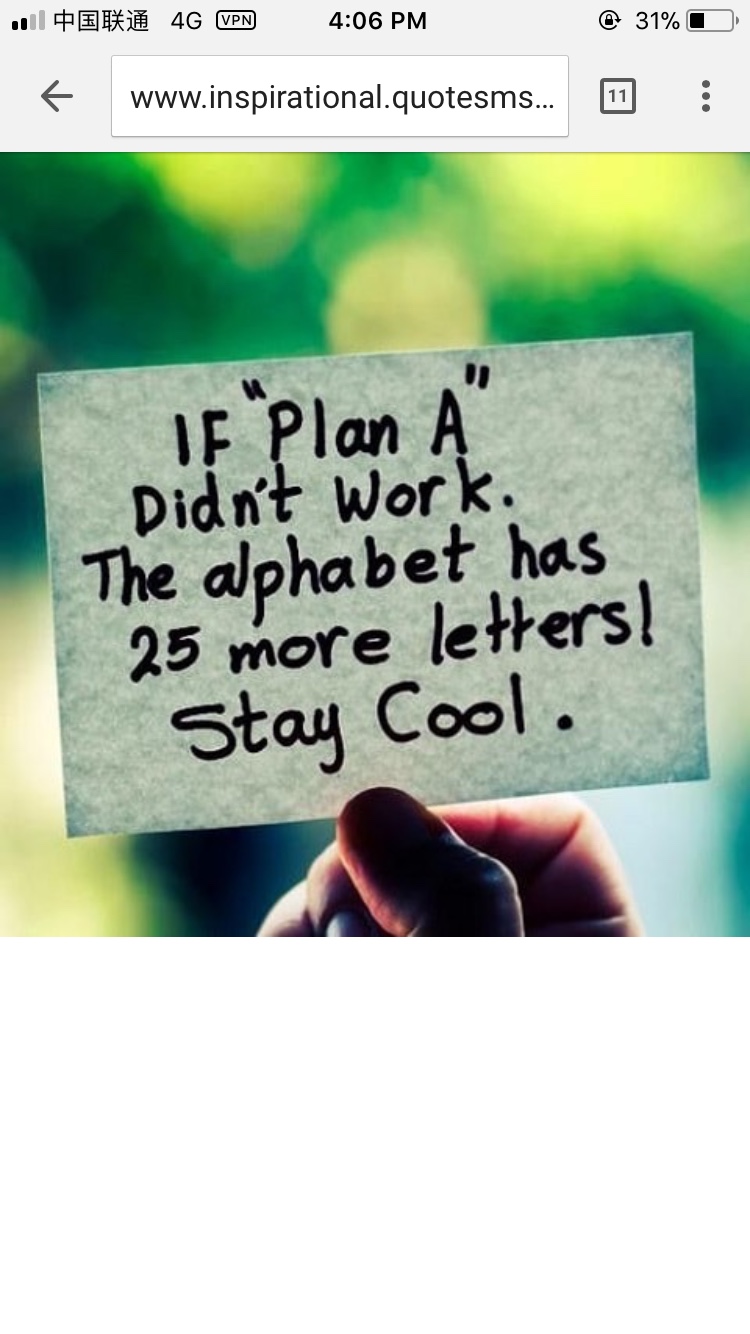 中国联通 4G VPN 4:06 PM 31%
www.inspirational.quotesms... 11
IF "Plan A"
Didn't Work.
The alphabet has
25 more letters!
Stay Cool.